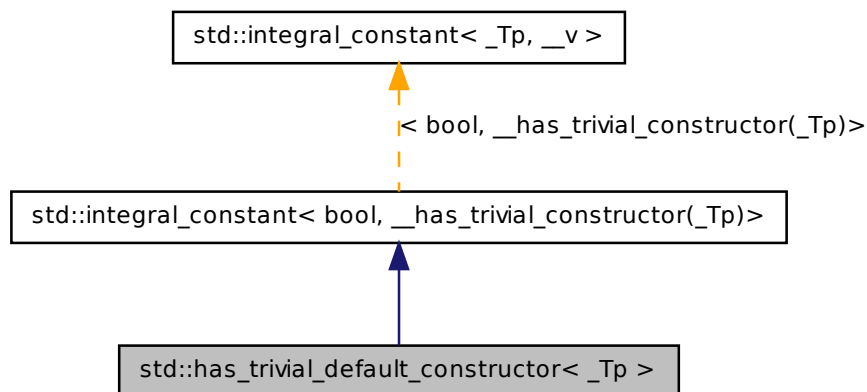 std::integral_constant< _Tp, __v >
< bool, __has_trivial_constructor(_Tp)>
std::integral_constant< bool, __has_trivial_constructor(_Tp)>
std::has_trivial_default_constructor< _Tp >